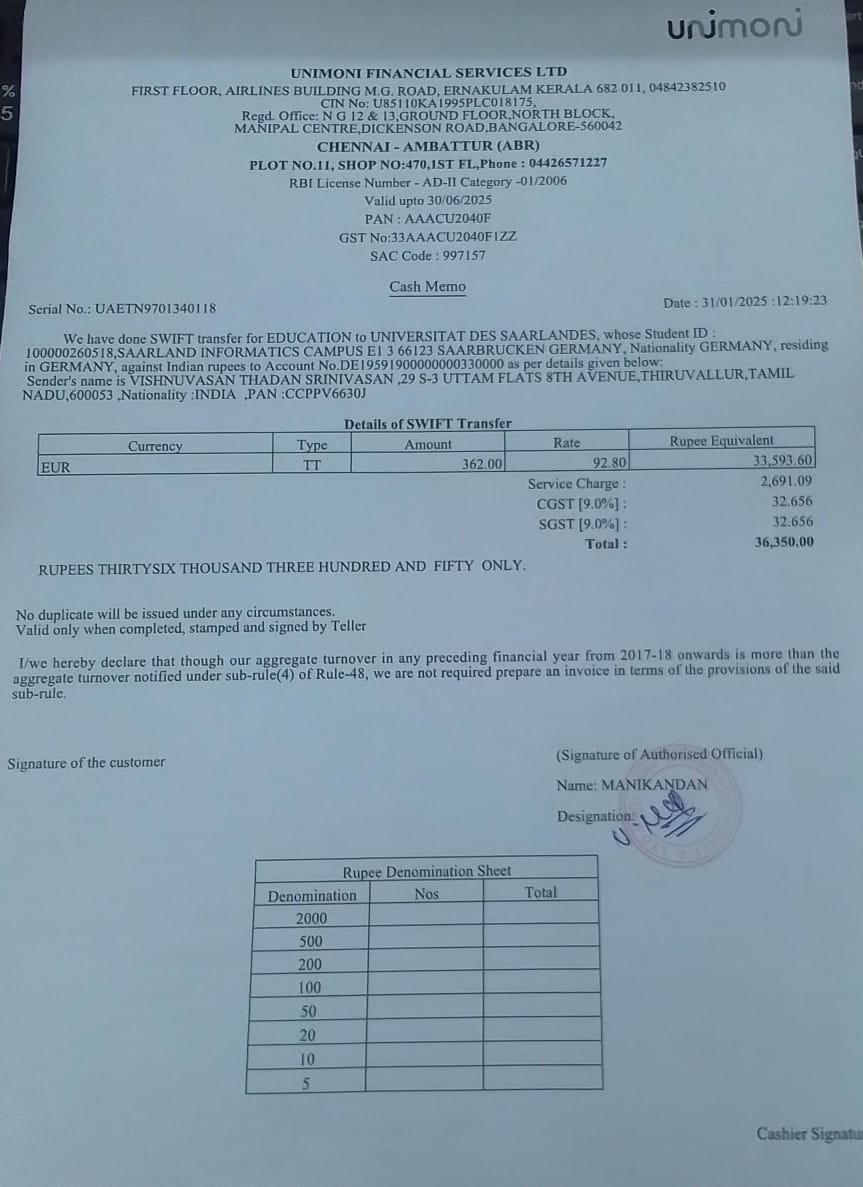 unimoni
UNIMONI FINANCIAL SERVICES LTD
FIRST FLOOR, AIRLINES BUILDING M.G. ROAD, ERNAKULAM KERALA 682 011, 04842382510
CIN No: U85110KA1995PLC018175,
Regd. Office: N G 12 & 13,GROUND FLOOR,NORTH BLOCK,
MANIPAL CENTRE,DICKENSON ROAD,BANGALORE-560042
CHENNAI - AMBATTUR (ABR)
PLOT NO.11, SHOP NO:470,1ST FL,Phone : 04426571227
RBI License Number - AD-II Category -01/2006
Valid upto 30/06/2025
PAN : AAACU2040F
GST No:33AAACU2040F1ZZ
SAC Code : 997157
Cash Memo
Serial No.: UAETN9701340118 Date : 31/01/2025 :12:19:23
We have done SWIFT transfer for EDUCATION to UNIVERSITAT DES SAARLANDES, whose Student ID :
100000260518,SAARLAND INFORMATICS CAMPUS E1 3 66123 SAARBRUCKEN GERMANY, Nationality GERMANY, residing
in GERMANY, against Indian rupees to Account No.DE19591900000000330000 as per details given below:
Sender's name is VISHNUVASAN THADAN SRINIVASAN ,29 S-3 UTTAM FLATS 8TH AVENUE,THIRUVALLUR,TAMIL
NADU,600053 ,Nationality :INDIA ,PAN :CCPPV6630J
Details of SWIFT Transfer
Currency Type Amount Rate Rupee Equivalent
EUR TT 362.00 92.80 33,593.60
Service Charge : 2,691.09
CGST [9.0%] : 32.656
SGST [9.0%] : 32.656
Total : 36,350.00
RUPEES THIRTYSIX THOUSAND THREE HUNDRED AND FIFTY ONLY.
No duplicate will be issued under any circumstances.
Valid only when completed, stamped and signed by Teller
I/we hereby declare that though our aggregate turnover in any preceding financial year from 2017-18 onwards is more than the
aggregate turnover notified under sub-rule(4) of Rule-48, we are not required prepare an invoice in terms of the provisions of the said
sub-rule.
Signature of the customer
(Signature of Authorised Official)
Name: MANIKANDAN
Designation:
Rupee Denomination Sheet
Denomination Nos Total
2000
500
200
100
50
20
10
5
Cashier Signatu